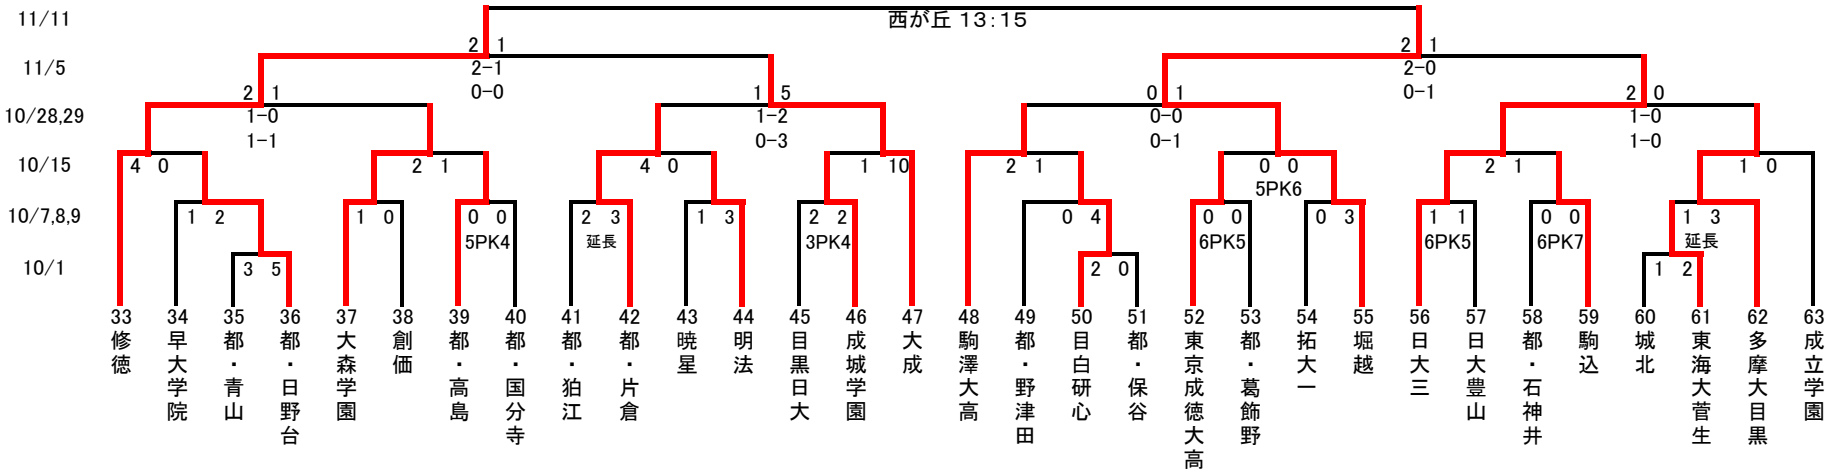 11/11
西が丘 13:15
2 1
2 1
11/5
2-1
2-0
0-0
0-1
2 1
1 5
0 1
2 0
10/28,29
1-0
1-2
0-0
1-0
1-1
0-3
0-1
1-0
10/15
4 0
2 1
4 0
1 10
2 1
0 0
2 1
1 0
5PK6
10/7,8,9
1 2
1 0
0 0
2 3
1 3
2 2
0 4
0 0
0 3
1 1
0 0
1 3
5PK4
延長
3PK4
6PK5
6PK5
6PK7
延長
10/1
3 5
2 0
1 2
33
修徳
34
早大学院
35
都・青山
36
都・日野台
37
大森学園
38
創価
39
都・高島
40
都・国分寺
41
都・狛江
42
都・片倉
43
暁星
44
明法
45
目黒日大
46
成城学園
47
大成
48
駒澤大高
49
都・野津田
50
目白研心
51
都・保谷
52
東京成徳大高
53
都・葛飾野
54
拓大一
55
堀越
56
日大三
57
日大豊山
58
都・石神井
59
駒込
60
城北
61
東海大菅生
62
多摩大目黒
63
成立学園